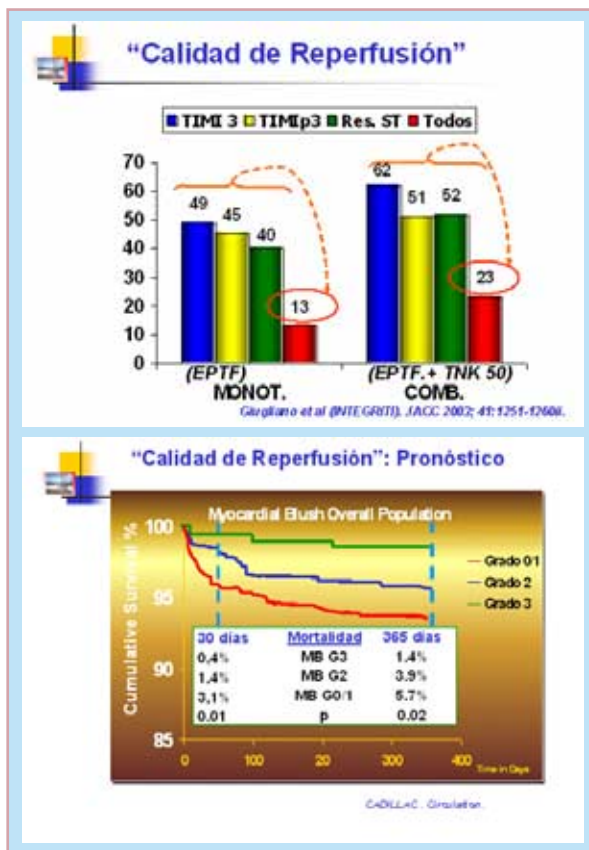 “Calidad de Reperfusión”
TIMI 3 TIMIp3 Res. ST Todos
70
60
50
40
30
20
10
0
49
45
40
13
62
51
52
23
(EPTF) (EPTF.+ TNK 50)
MONOT. COMB.
Giugliano et al (INTEGRITI). JACC 2003; 41:1251-12608.
“Calidad de Reperfusión”: Pronóstico
Myocardial Blush Overall Population
Cumulative Survival %
100
95
90
85
Grado 01
Grado 2
Grado 3
30 días Mortalidad 365 días
0,4% MB G3 1.4%
1.4% MB G2 3.9%
3,1% MB G0/1 5.7%
0.01 p 0.02
0 100 20 300 400
Time in Days
CADILLAC. Circulation.